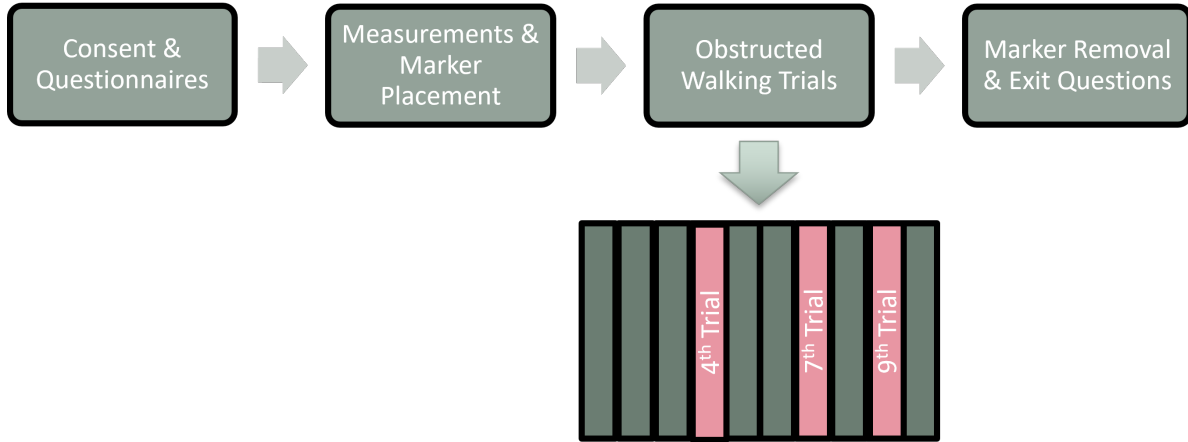 Consent &
Questionnaires
Measurements &
Marker
Placement
Obstructed
Walking Trials
Marker Removal
& Exit Questions
4th Trial
7th Trial
9th Trial